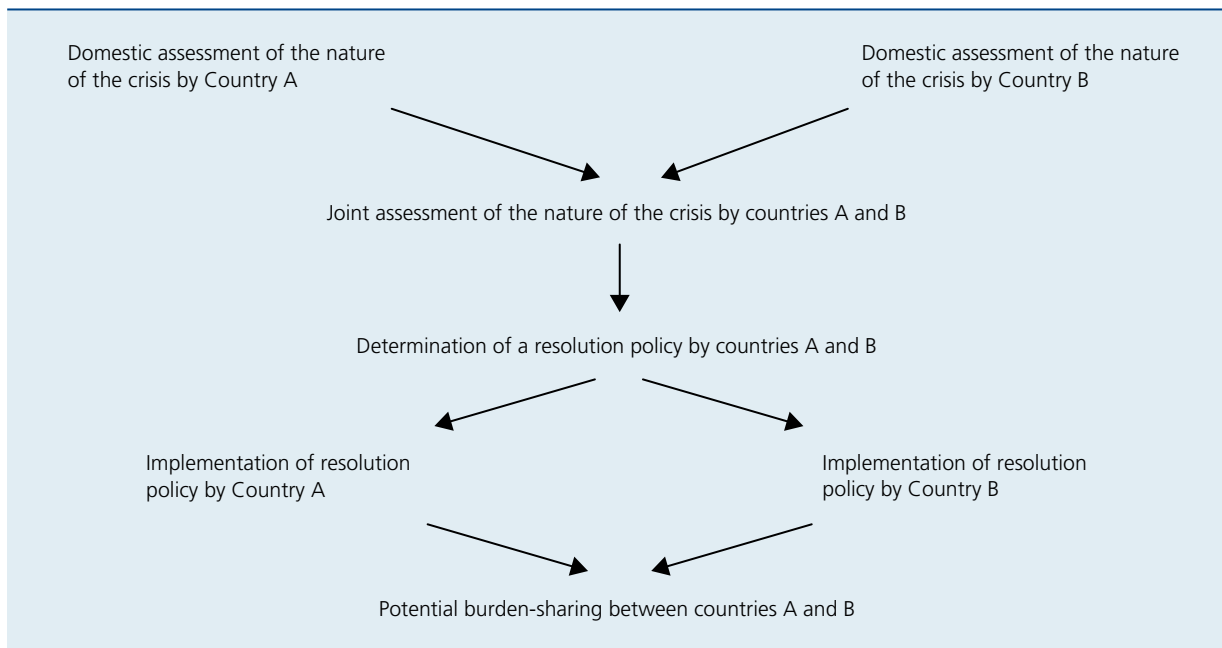 Domestic assessment of the nature
of the crisis by Country A
Domestic assessment of the nature
of the crisis by Country B
Joint assessment of the nature of the crisis by countries A and B
Determination of a resolution policy by countries A and B
Implementation of resolution
policy by Country A
Implementation of resolution
policy by Country B
Potential burden-sharing between countries A and B